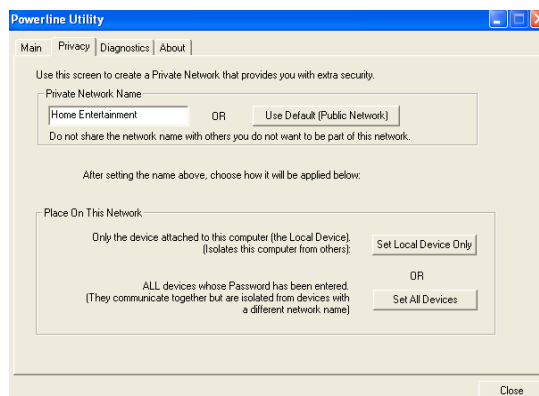 Powerline Utility
Main Privacy Diagnostics About
Use this screen to create a Private Network that provides you with extra security.
Private Network Name
Home Entertainment OR Use Default (Public Network)
Do not share the network name with others you do not want to be part of this network.
After setting the name above, choose how it will be applied below:
Place On This Network
Only the device attached to this computer (the Local Device).
(Isolates this computer from others): Set Local Device Only
OR
ALL devices whose Password has been entered.
(They communicate together but are isolated from devices with Set All Devices
a different network name)
Close